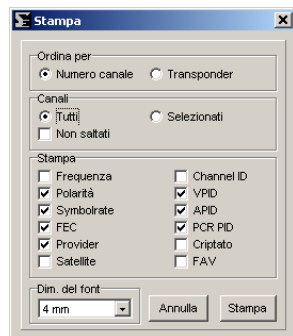 Stampa
Ordina per
Numero canale Transponder
Canali
Tutti Selezionati
Non saltati
Stampa
Frequenza Channel ID
Polarità VPID
Symbolrate APID
FEC PCR PID
Provider Criptato
Satellite FAV
Dim. del font
4 mm Annulla Stampa